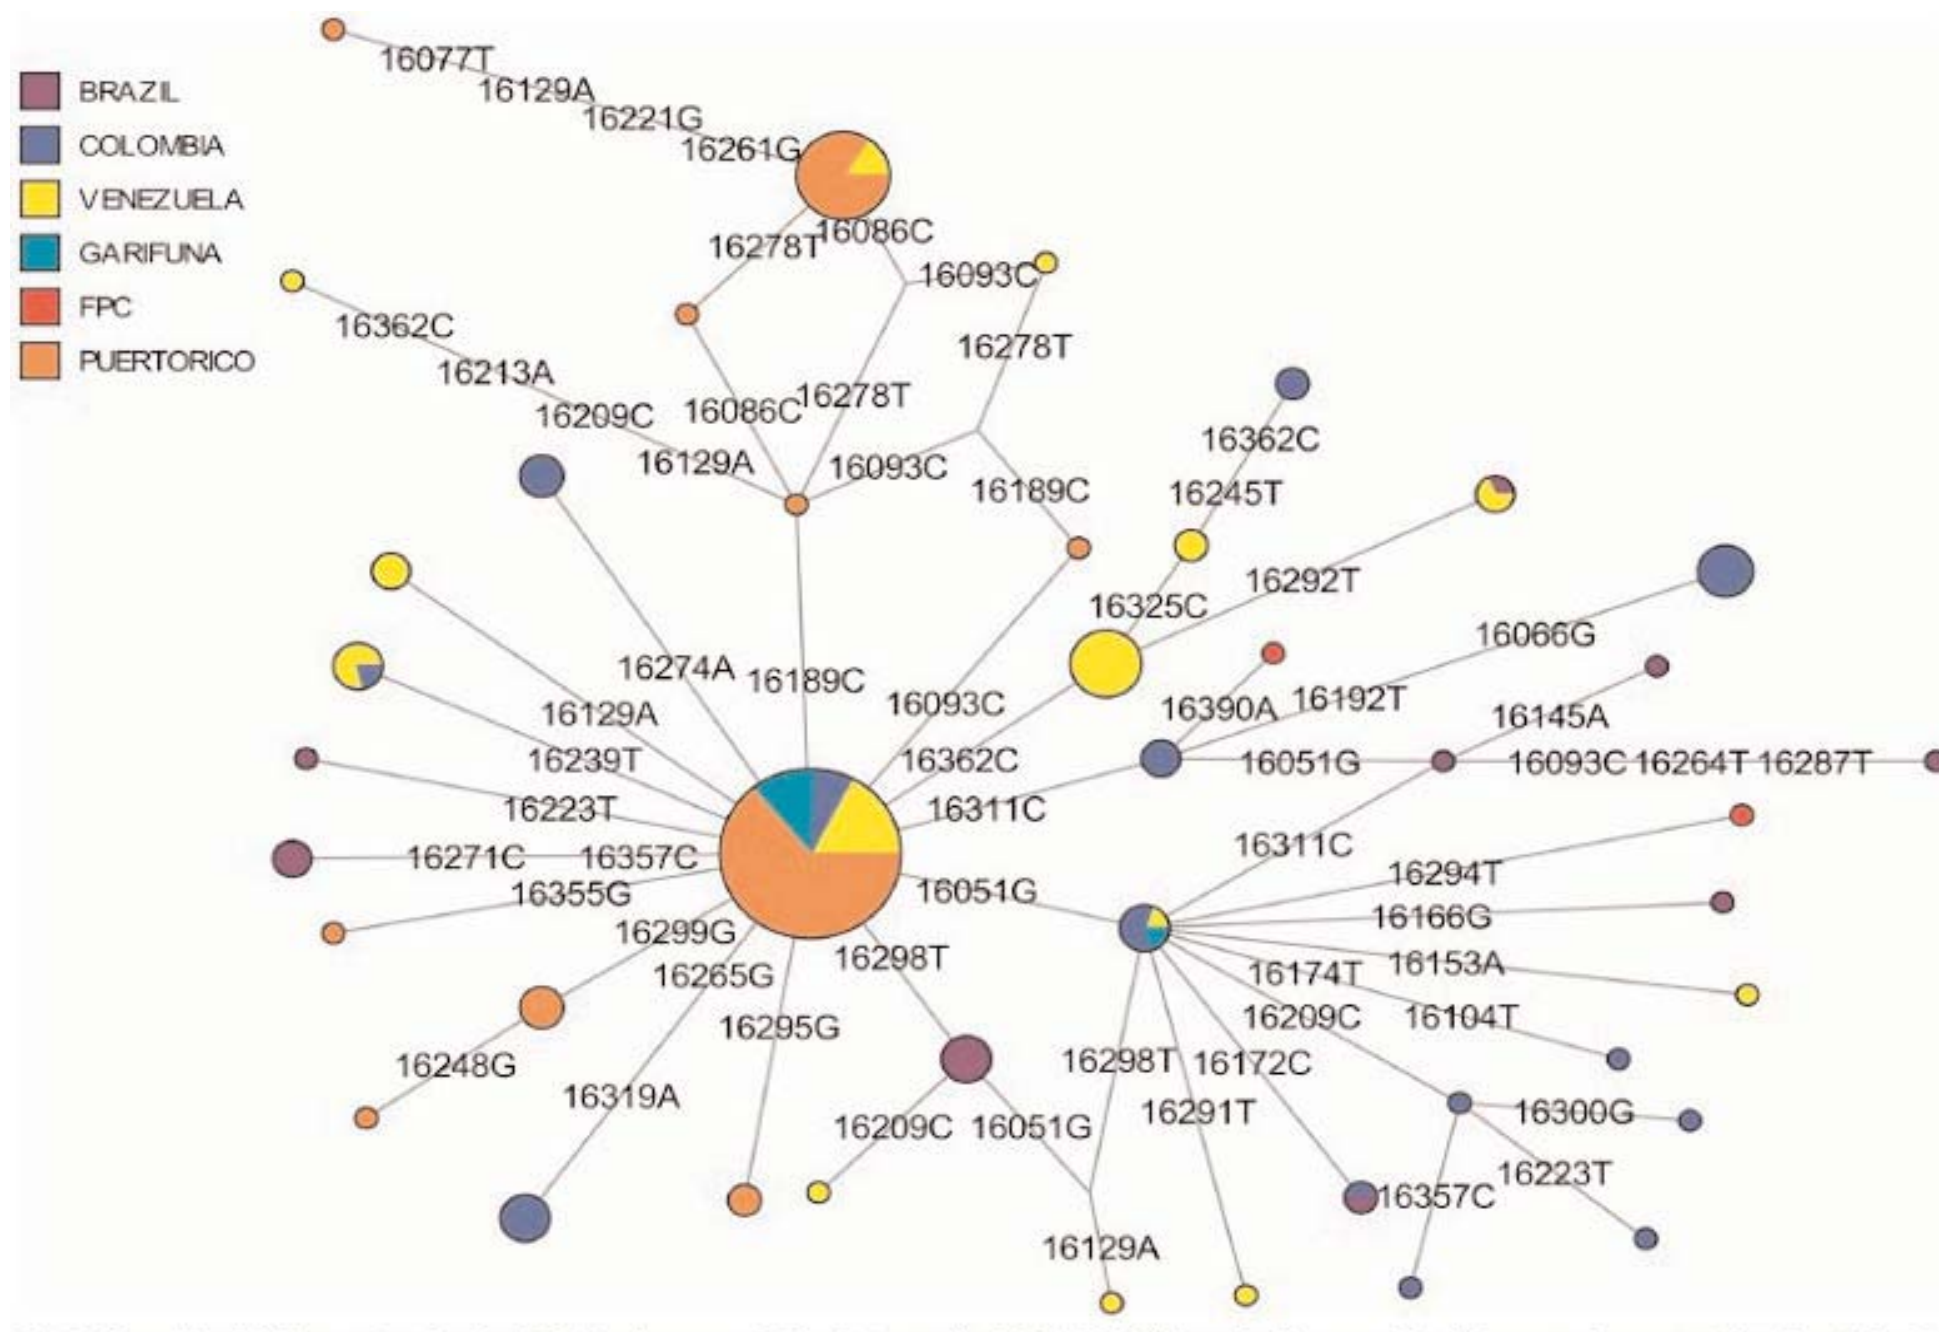 BRAZIL
COLOMBIA
VENEZUELA
GARIFUNA
FPC
PUERTORICO
16077T
16129A
16221G
16261G
16278T
16086C
16093C
16362C
16213A
16209C
16129A
16086C
16278T
16278T
16093C
16189C
16362C
16245T
16325C
16292T
16274A
16189C
16093C
16129A
16239T
16223T
16271C
16357C
16355G
16299G
16265G
16248G
16319A
16295G
16298T
16362C
16311C
16051G
16390A
16192T
16066G
16051G
16145A
16093C 16264T 16287T
16311C
16294T
16166G
16153A
16174T
16104T
16209C
16298T
16172C
16291T
16209C
16051G
16129A
16300G
16223T
16357C